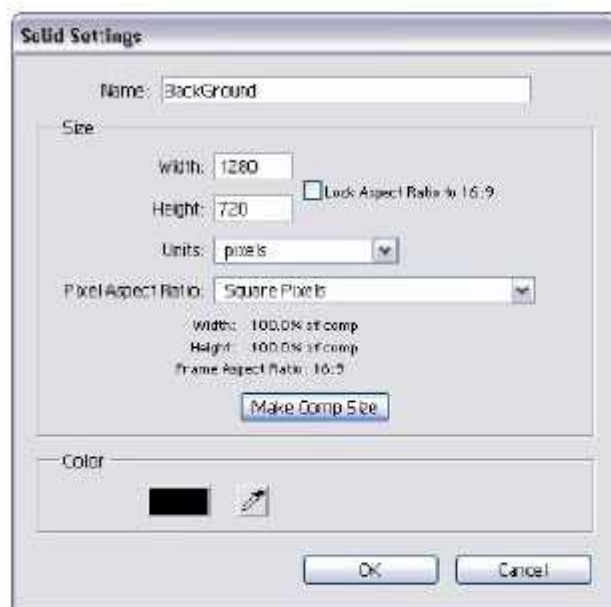 Solid Settings
Name: BackGround
Size
Width: 1280
Lock Aspect Ratio to 16:9
Height: 720
Units: pixels
Pixel Aspect Ratio: Square Pixels
Width: 100.0% of comp
Height: 100.0% of comp
Frame Aspect Ratio: 16:9
Make Comp Size
Color
OK Cancel